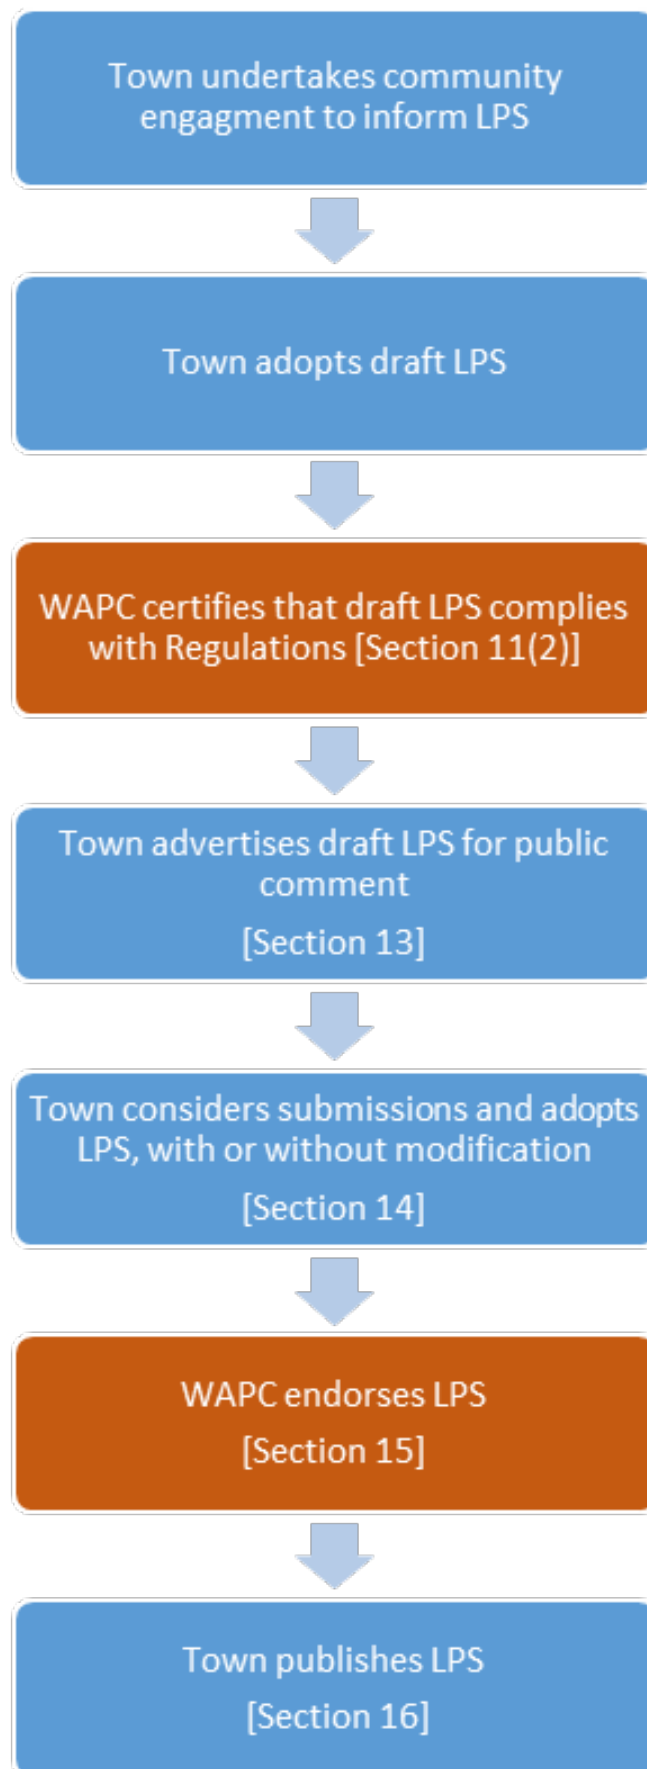 Town undertakes community
engagment to inform LPS
Town adopts draft LPS
WAPC certifies that draft LPS complies
with Regulations [Section 11(2)]
Town advertises draft LPS for public
comment
[Section 13]
Town considers submissions and adopts
LPS, with or without modification
[Section 14]
WAPC endorses LPS
[Section 15]
Town publishes LPS
[Section 16]